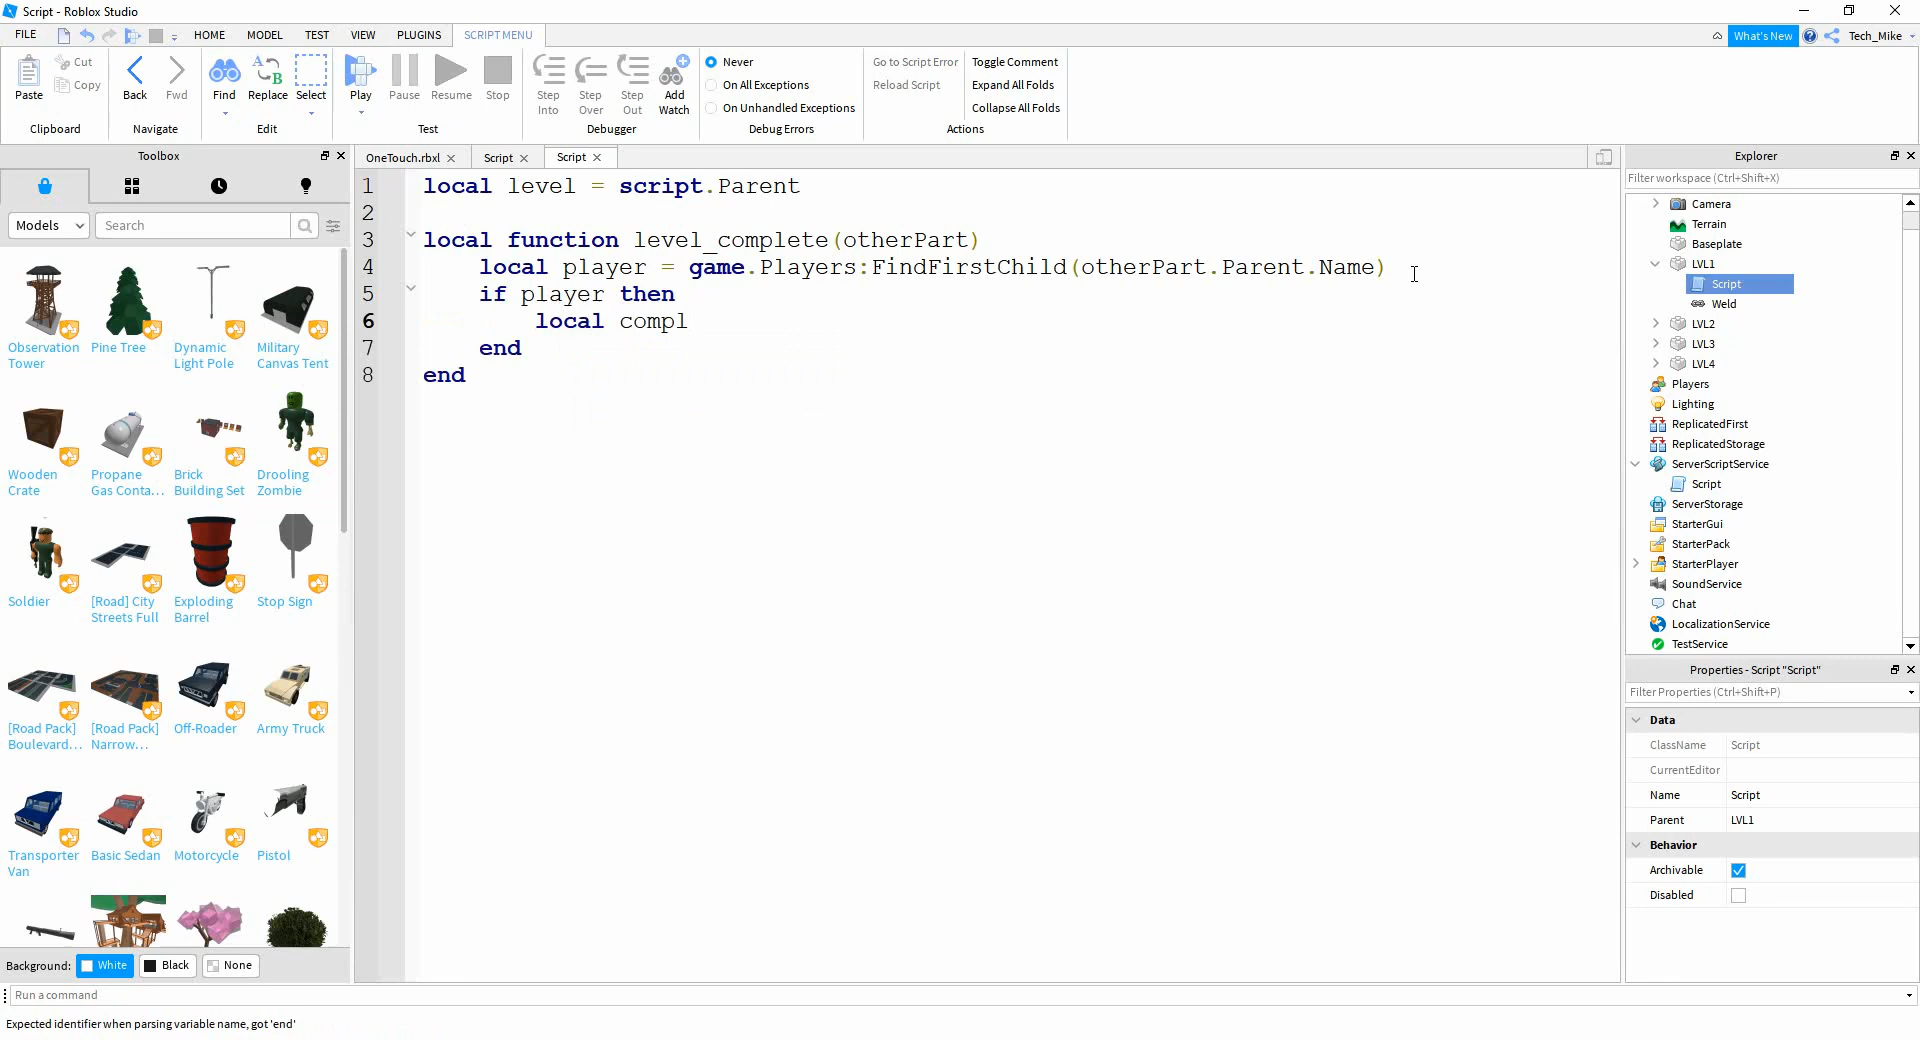 Script - Roblox Studio
FILE HOME MODEL TEST VIEW PLUGINS SCRIPT MENU What's New Tech_Mike
Paste Cut Copy Back Fwd Find Replace Select Play Pause Resume Stop Step Into Step Over Step Out Add Watch
Never
On All Exceptions
On Unhandled Exceptions
Go to Script Error
Reload Script
Toggle Comment
Expand All Folds
Collapse All Folds
Clipboard Navigate Edit Test Debugger Debug Errors Actions
Toolbox
Models Search
Observation Tower
Pine Tree
Dynamic Light Pole
Military Canvas Tent
Wooden Crate
Propane Gas Conta...
Brick Building Set
Drooling Zombie
Soldier
[Road] City Streets Full
Exploding Barrel
Stop Sign
[Road Pack] Boulevard...
[Road Pack] Narrow...
Off-Roader
Army Truck
Transporter Van
Basic Sedan
Motorcycle
Pistol
Background: White Black None
OneTouch.rbxl Script Script
1 local level = script.Parent
2
3 local function level_complete(otherPart)
4 local player = game.Players:FindFirstChild(otherPart.Parent.Name)
5 if player then
6 local compl
7 end
8 end
Explorer
Filter workspace (Ctrl+Shift+X)
Camera
Terrain
Baseplate
LVL1
Script
Weld
LVL2
LVL3
LVL4
Players
Lighting
ReplicatedFirst
ReplicatedStorage
ServerScriptService
Script
ServerStorage
StarterGui
StarterPack
StarterPlayer
SoundService
Chat
LocalizationService
TestService
Properties - Script "Script"
Filter Properties (Ctrl+Shift+P)
Data
ClassName Script
CurrentEditor
Name Script
Parent LVL1
Behavior
Archivable
Disabled
Run a command
Expected identifier when parsing variable name, got 'end'